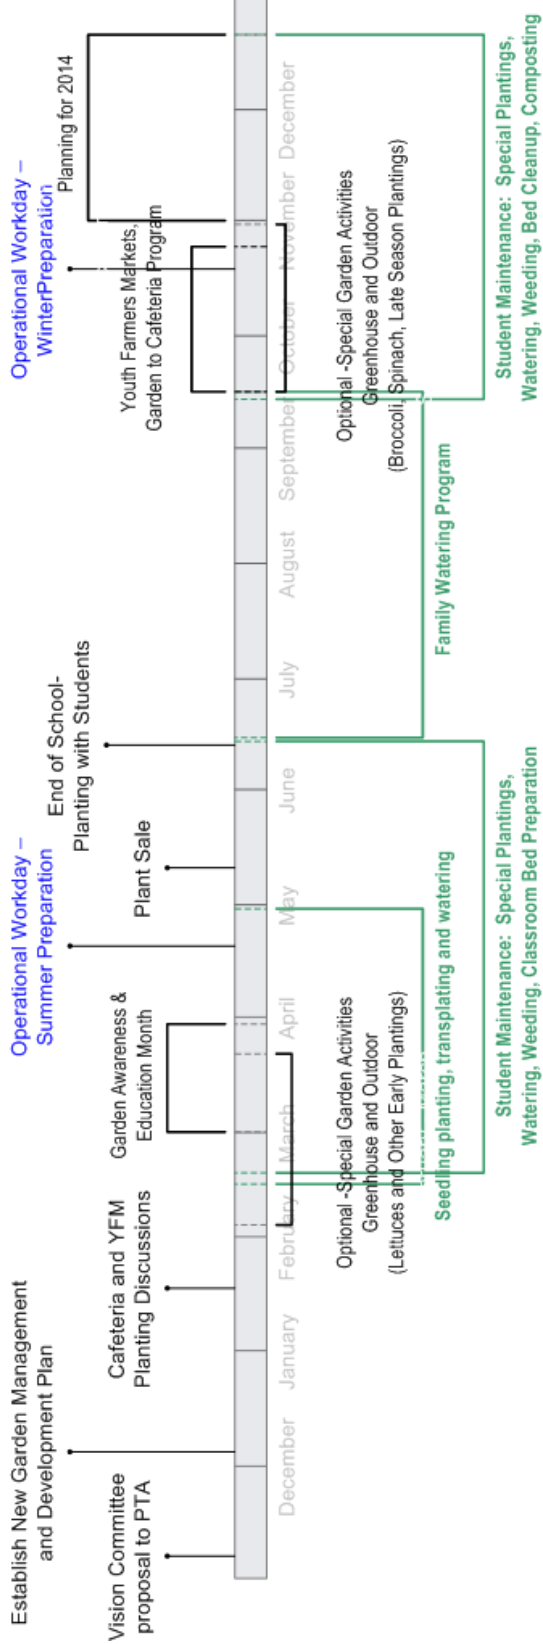 Establish New Garden Management
and Development Plan
Vision Committee
proposal to PTA
Cafeteria and YFM
Planting Discussions
Garden Awareness &
Education Month
Operational Workday –
Summer Preparation
Plant Sale
End of School-
Planting with Students
Youth Farmers Markets,
Garden to Cafeteria Program
Operational Workday –
WinterPreparation
Planning for 2014
December
January
February
March
April
May
June
July
August
September
October
November
December
Optional -Special Garden Activities
Greenhouse and Outdoor
(Lettuces and Other Early Plantings)
Optional -Special Garden Activities
Greenhouse and Outdoor
(Broccoli, Spinach, Late Season Plantings)
Seedling planting, transplating and watering
Family Watering Program
Student Maintenance: Special Plantings,
Watering, Weeding, Classroom Bed Preparation
Student Maintenance: Special Plantings,
Watering, Weeding, Bed Cleanup, Composting